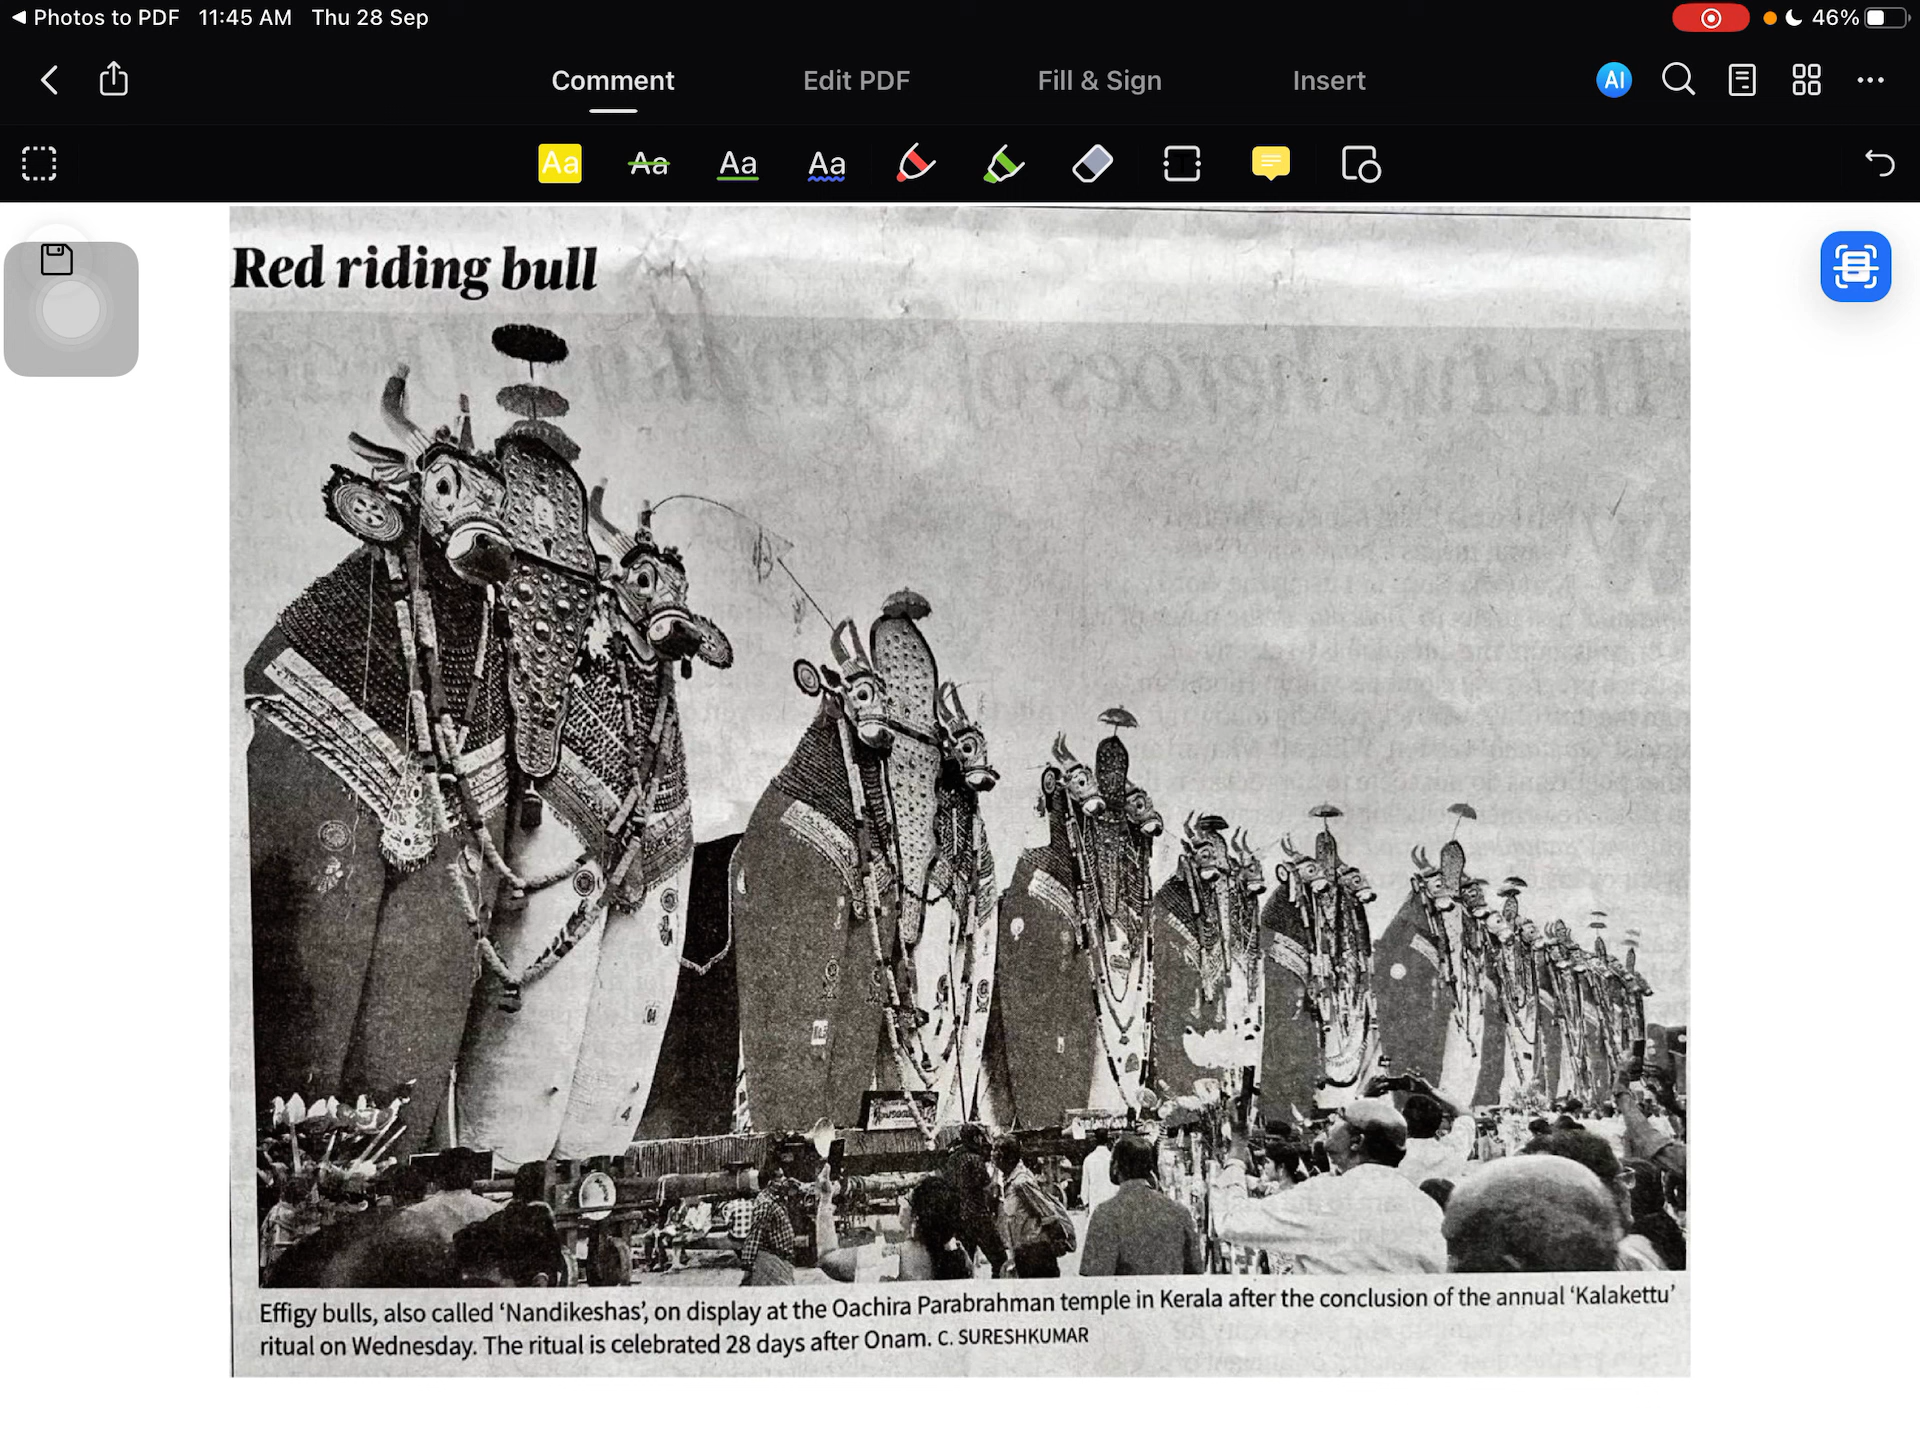 Photos to PDF 11:45 AM Thu 28 Sep 46%
Comment Edit PDF Fill & Sign Insert AI
Aa Aa Aa Aa T
Red riding bull
Effigy bulls, also called ‘Nandikeshas’, on display at the Oachira Parabrahman temple in Kerala after the conclusion of the annual ‘Kalakettu’
ritual on Wednesday. The ritual is celebrated 28 days after Onam. C. SURESHKUMAR